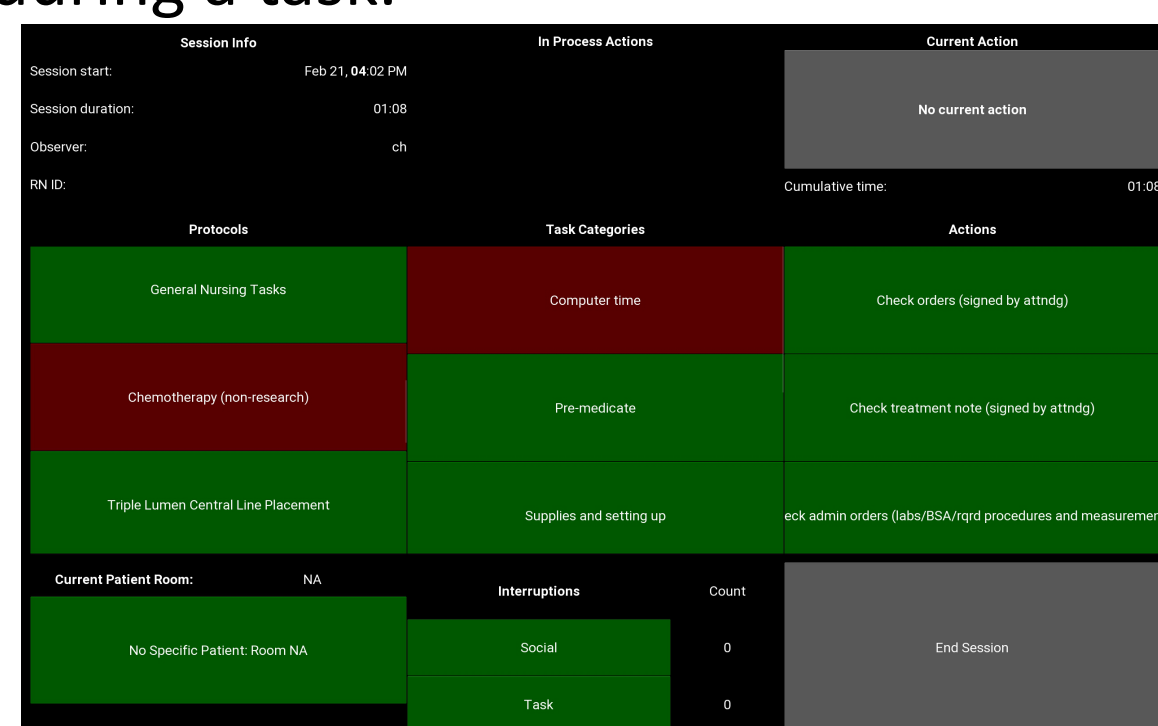 during a task.
Session Info
In Process Actions
Current Action
Session start:
Feb 21, 04:02 PM
No current action
Session duration:
01:08
Observer:
ch
RN ID:
Cumulative time:
01:08
Protocols
Task Categories
Actions
General Nursing Tasks
Computer time
Check orders (signed by attndg)
Chemotherapy (non-research)
Pre-medicate
Check treatment note (signed by attndg)
Triple Lumen Central Line Placement
Supplies and setting up
eck admin orders (labs/BSA/rqrd procedures and measuremen
Current Patient Room:
NA
Interruptions
Count
No Specific Patient: Room NA
Social
0
End Session
Task
0